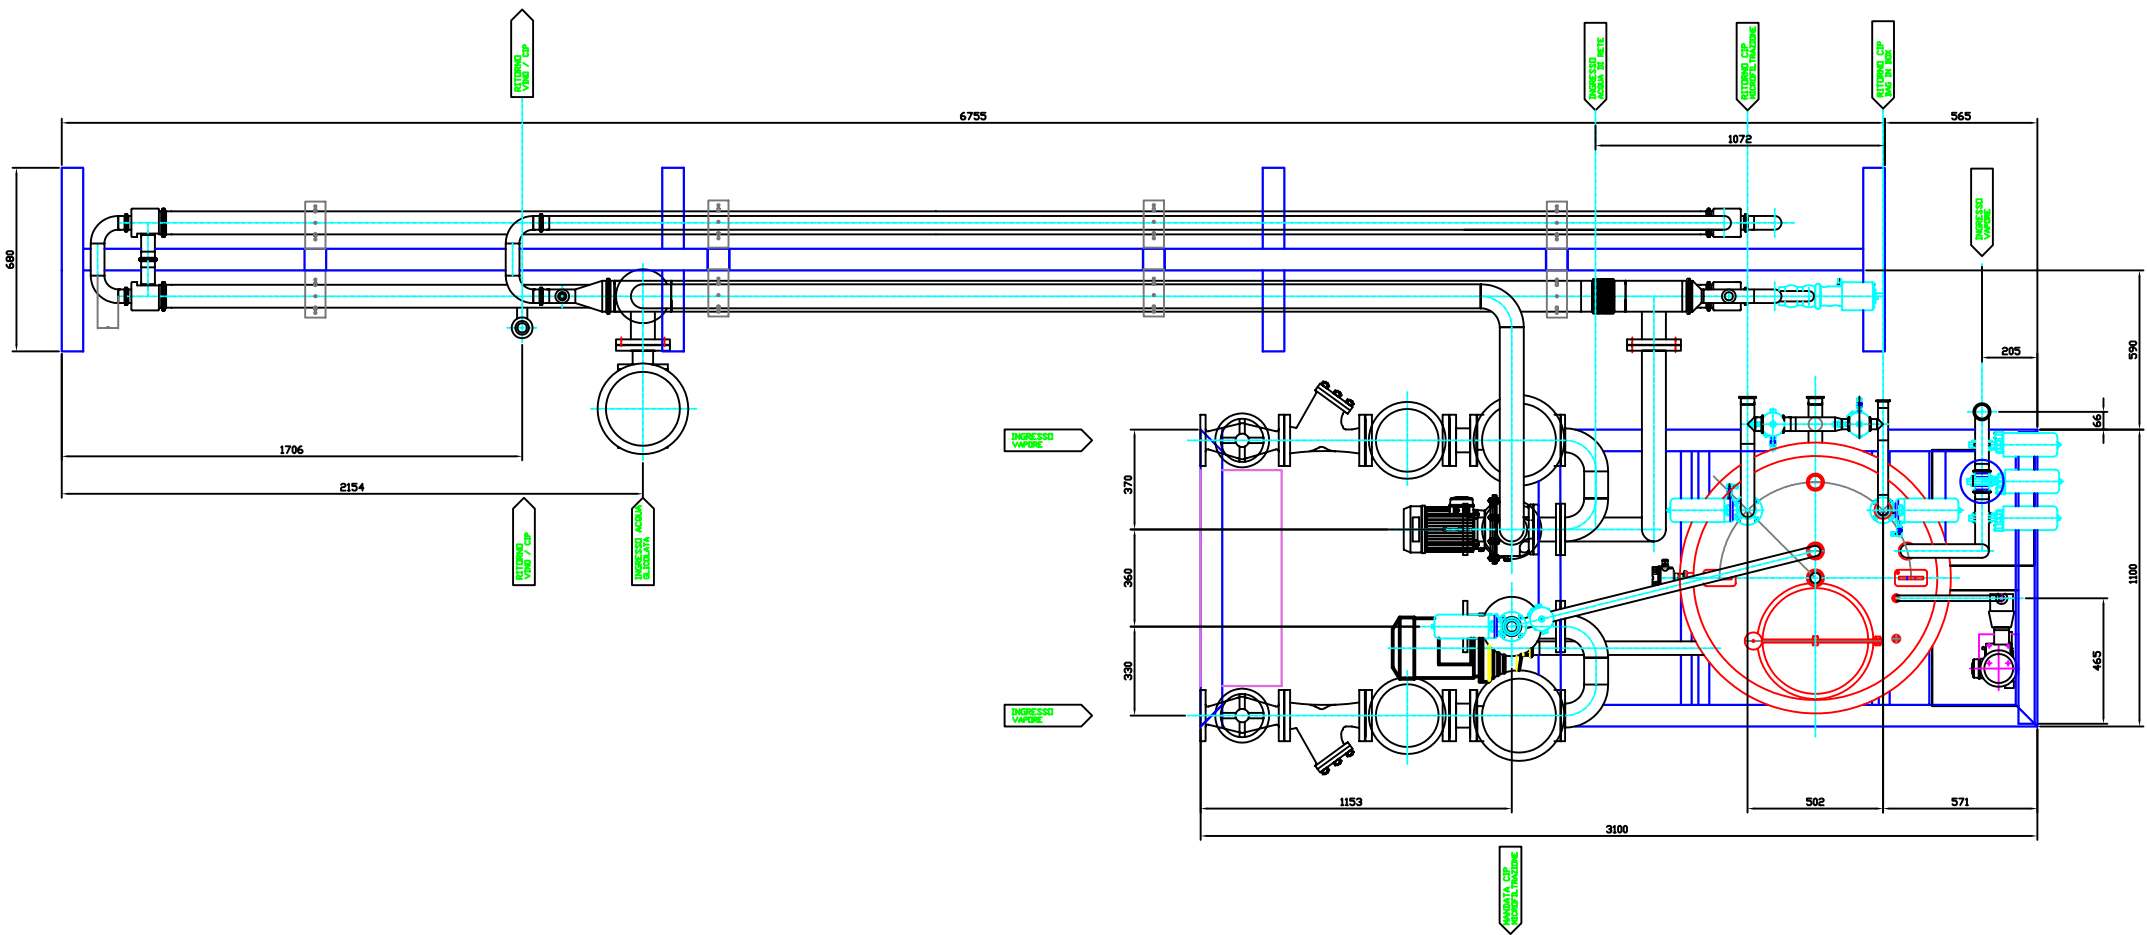 RITORNO
VINO / CIP
INGRESSO
ACQUA DI RETE
RITORNO CIP
MICROFILTRAZIONE
RITORNO CIP
BAG IN BOX
6755
565
1072
INGRESSO
VAPORE
680
590
205
66
1706
INGRESSO
VAPORE
2154
370
RITORNO
VINO / CIP
INGRESSO ACQUA
GLICOLATA
360
1100
465
330
INGRESSO
VAPORE
1153
502
571
3100
MANDATA CIP
MICROFILTRAZIONE